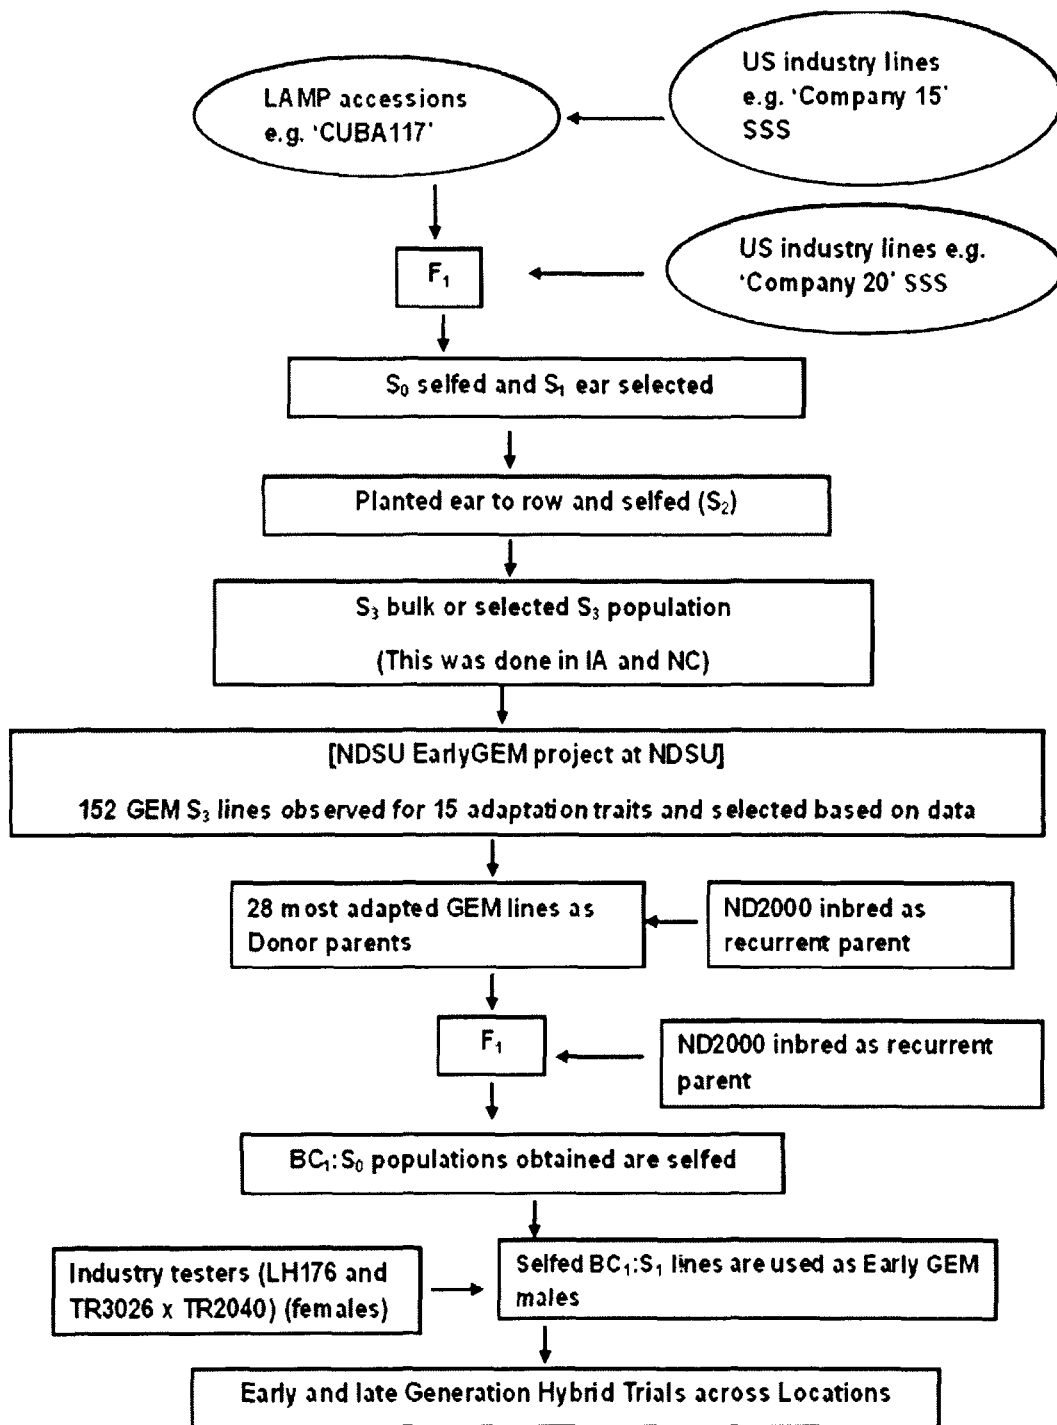 LAMP accessions
e.g. 'CUBA117'
US industry lines
e.g. 'Company 15'
SSS
F₁
US industry lines e.g.
'Company 20' SSS
S₀ selfed and S₁ ear selected
Planted ear to row and selfed (S₂)
S₃ bulk or selected S₃ population
(This was done in IA and NC)
[NDSU EarlyGEM project at NDSU]
152 GEM S₃ lines observed for 15 adaptation traits and selected based on data
28 most adapted GEM lines as
Donor parents
ND2000 inbred as
recurrent parent
F₁
ND2000 inbred as recurrent
parent
BC₁:S₀ populations obtained are selfed
Industry testers (LH176 and
TR3026 x TR2040) (females)
Selfed BC₁:S₁ lines are used as Early GEM
males
Early and late Generation Hybrid Trials across Locations